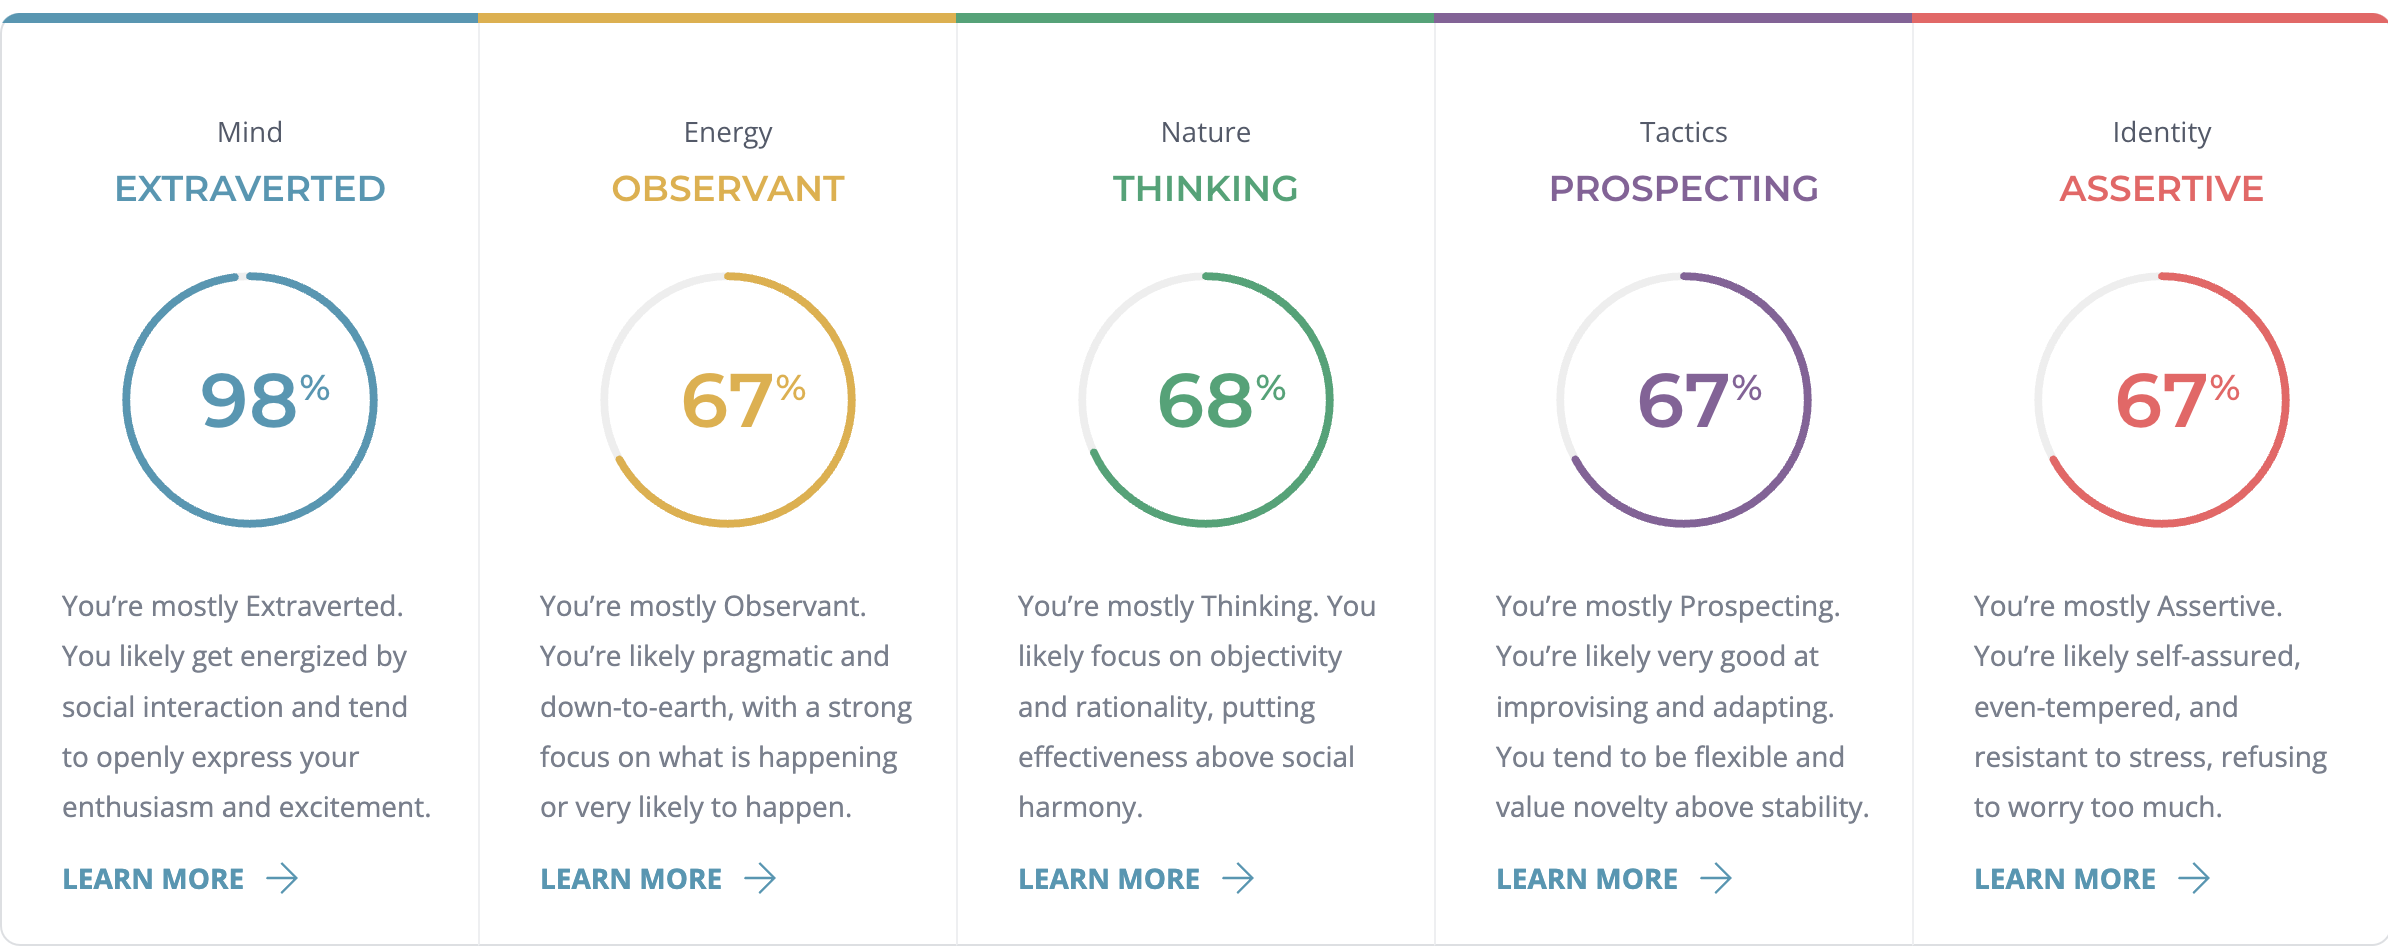 Mind
EXTRAVERTED
98%
You’re mostly Extraverted.
You likely get energized by
social interaction and tend
to openly express your
enthusiasm and excitement.
LEARN MORE
Energy
OBSERVANT
67%
You’re mostly Observant.
You’re likely pragmatic and
down-to-earth, with a strong
focus on what is happening
or very likely to happen.
LEARN MORE
Nature
THINKING
68%
You’re mostly Thinking. You
likely focus on objectivity
and rationality, putting
effectiveness above social
harmony.
LEARN MORE
Tactics
PROSPECTING
67%
You’re mostly Prospecting.
You’re likely very good at
improvising and adapting.
You tend to be flexible and
value novelty above stability.
LEARN MORE
Identity
ASSERTIVE
67%
You’re mostly Assertive.
You’re likely self-assured,
even-tempered, and
resistant to stress, refusing
to worry too much.
LEARN MORE